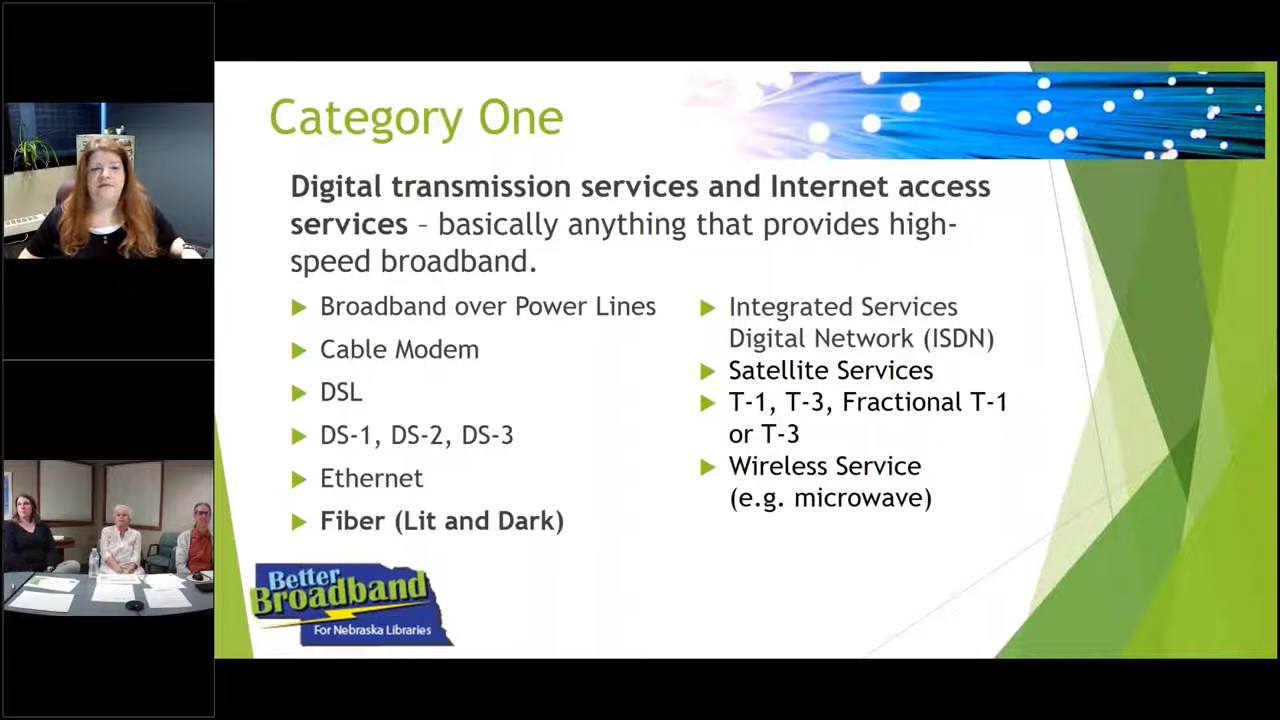 Category One
Digital transmission services and Internet access
services – basically anything that provides high-
speed broadband.
Broadband over Power Lines
Cable Modem
DSL
DS-1, DS-2, DS-3
Ethernet
Fiber (Lit and Dark)
Integrated Services
Digital Network (ISDN)
Satellite Services
T-1, T-3, Fractional T-1
or T-3
Wireless Service
(e.g. microwave)
Better
Broadband
For Nebraska Libraries